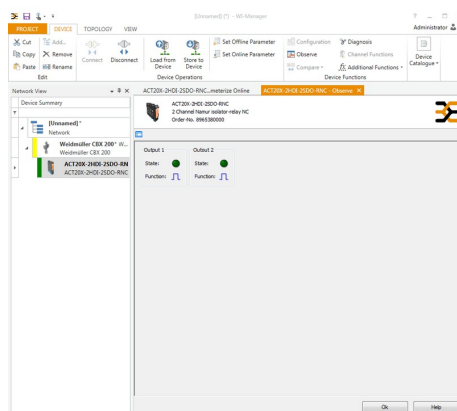 [Unnamed] (*) - WI-Manager
PROJECT DEVICE TOPOLOGY VIEW
Administrator
Cut Add...
Copy Remove
Paste Rename
Edit
Connect Disconnect
Load from Device
Store to Device
Device Operations
Set Offline Parameter
Set Online Parameter
Configuration
Observe
Compare
Diagnosis
Channel Functions
Additional Functions
Device Functions
Device Catalogue
Network View
Device Summary
[Unnamed]*
Network
Weidmüller CBX 200* W...
Weidmüller CBX 200
ACT20X-2HDI-2SDO-RN
ACT20X-2HDI-2SDO-RNC
ACT20X-2HDI-2SDO-RNC...meterize Online
ACT20X-2HDI-2SDO-RNC - Observe
ACT20X-2HDI-2SDO-RNC
2 Channel Namur isolator-relay NC
Order-No. 8965380000
Output 1
State:
Function:
Output 2
State:
Function:
Ok Help